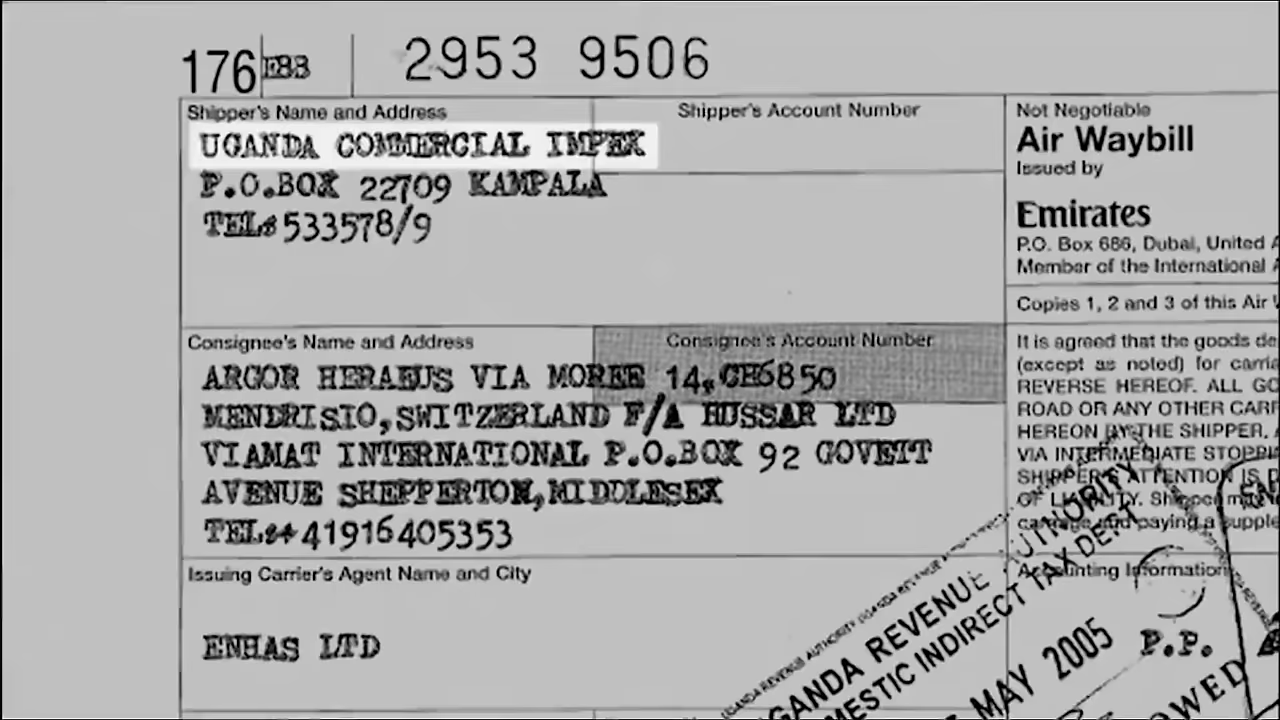 176 EBB 2953 9506
Shipper's Name and Address
Shipper's Account Number
UGANDA COMMERCIAL IMPEX
P.O.BOX 22709 KAMPALA
TEL: 533578/9
Not Negotiable
Air Waybill
Issued by
Emirates
P.O. Box 686, Dubai, United
Member of the International
Copies 1, 2 and 3 of this Air
Consignee's Name and Address
Consignee's Account Number
ARGOR HERAEUS VIA MOREE 14, CH6850
MENDRISIO, SWITZERLAND F/A HUSSAR LTD
VIAMAT INTERNATIONAL P.O.BOX 92 GOVETT
AVENUE SHEPPERTON, MIDDLESEX
TEL:+41916405353
It is agreed that the goods de
(except as noted) for carria
REVERSE HEREOF. ALL GO
ROAD OR ANY OTHER CARR
HEREON BY THE SHIPPER.
VIA INTERMEDIATE STOPPI
SHIPPER'S ATTENTION IS
OF LIABILITY. Shipper may
carriage and paying a supple
Issuing Carrier's Agent Name and City
ENHAS LTD
Accounting Information
P.P.
UGANDA REVENUE AUTHORITY
DOMESTIC INDIRECT TAX DEPT
MAY 2005